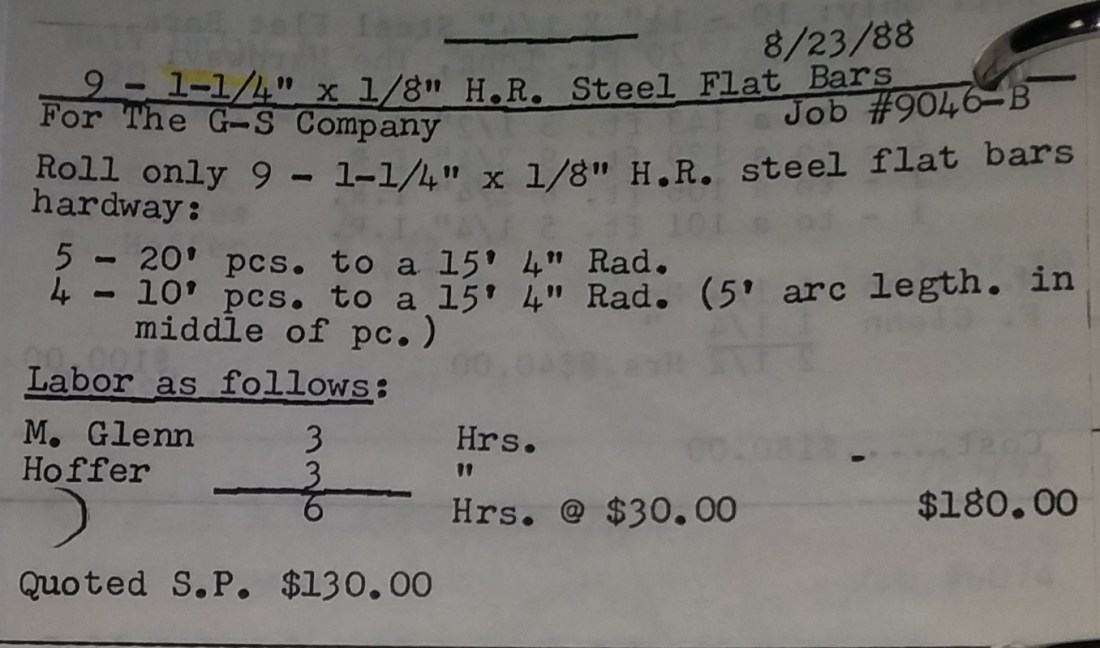 8/23/88
9 - 1-1/4" x 1/8" H.R. Steel Flat Bars
For The G-S Company Job #9046-B
Roll only 9 - 1-1/4" x 1/8" H.R. steel flat bars
hardway:
5 - 20' pcs. to a 15' 4" Rad.
4 - 10' pcs. to a 15' 4" Rad. (5' arc legth. in
middle of pc.)
Labor as follows:
M. Glenn 3 Hrs.
Hoffer 3 "
6 Hrs. @ $30.00 $180.00
Quoted S.P. $130.00